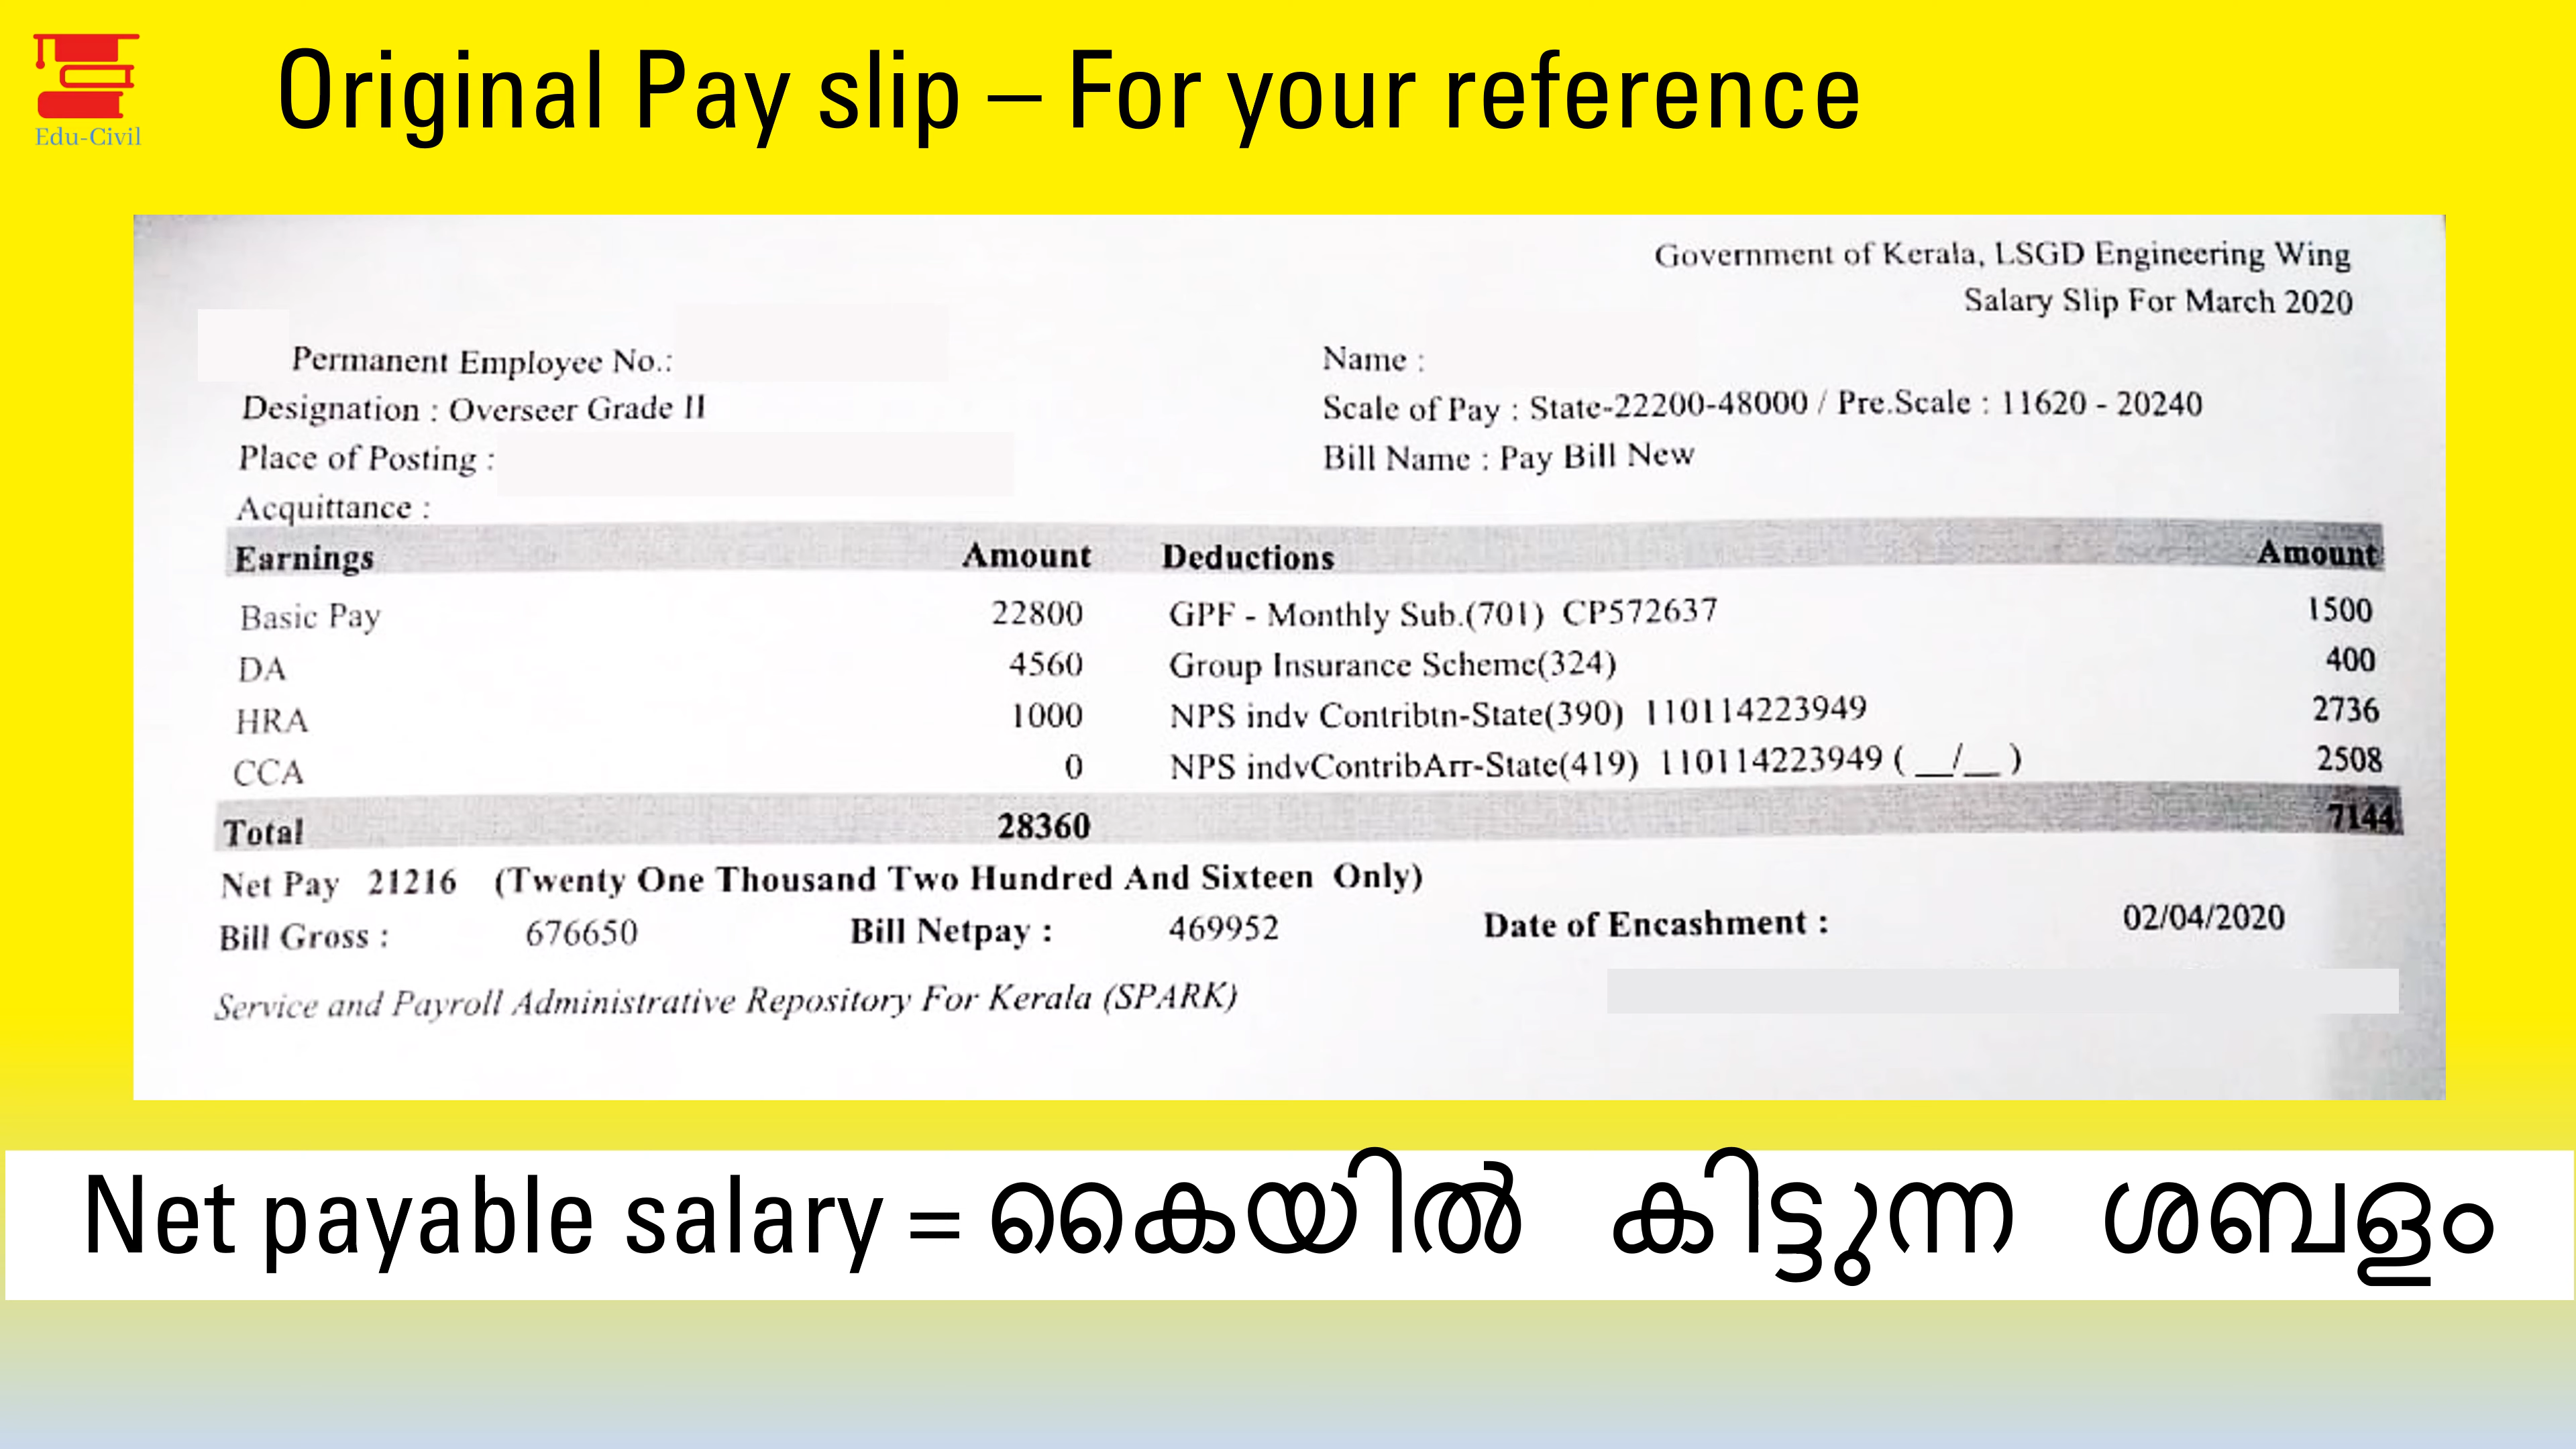 Edu-Civil
Original Pay slip – For your reference
Government of Kerala, LSGD Engineering Wing
Salary Slip For March 2020
Permanent Employee No.: Name :
Designation : Overseer Grade II Scale of Pay : State-22200-48000 / Pre.Scale : 11620 - 20240
Place of Posting : Bill Name : Pay Bill New
Acquittance :
Earnings Amount Deductions Amount
Basic Pay 22800 GPF - Monthly Sub.(701) CP572637 1500
DA 4560 Group Insurance Scheme(324) 400
HRA 1000 NPS indv Contribtn-State(390) 110114223949 2736
CCA 0 NPS indvContribArr-State(419) 110114223949 ( __/__ ) 2508
Total 28360 7144
Net Pay 21216 (Twenty One Thousand Two Hundred And Sixteen Only)
Bill Gross : 676650 Bill Netpay : 469952 Date of Encashment : 02/04/2020
Service and Payroll Administrative Repository For Kerala (SPARK)
Net payable salary = കൈയിൽ കിട്ടുന്ന ശബളം